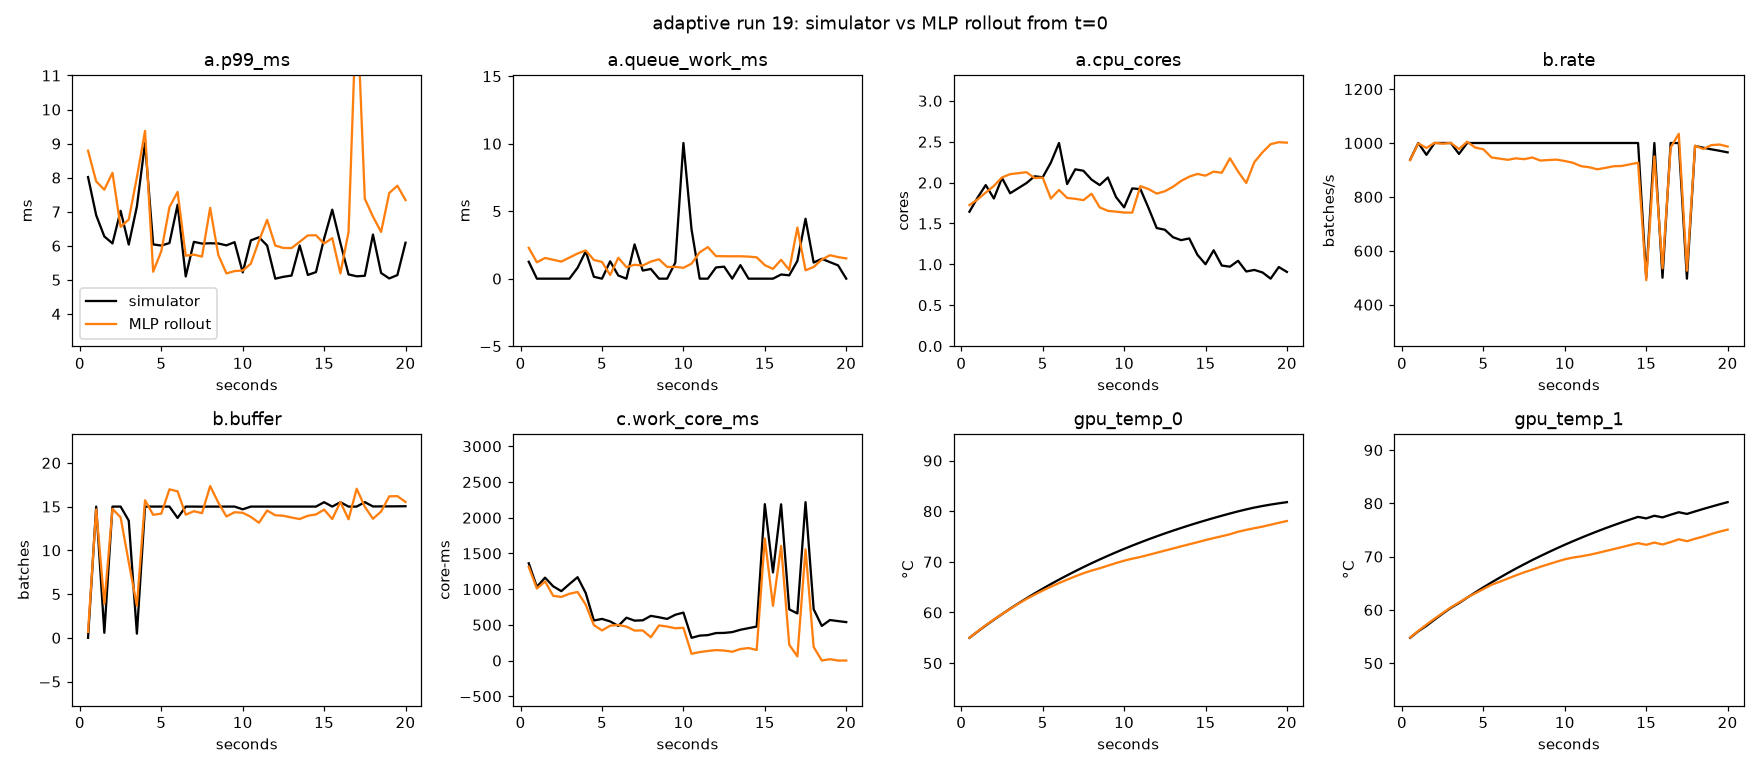 adaptive run 19: simulator vs MLP rollout from t=0
a.p99_ms
11
10
9
8
7
6
5
4
ms
simulator
MLP rollout
0 5 10 15 20
seconds
a.queue_work_ms
15
10
5
0
−5
ms
0 5 10 15 20
seconds
a.cpu_cores
3.0
2.5
2.0
1.5
1.0
0.5
0.0
cores
0 5 10 15 20
seconds
b.rate
1200
1000
800
600
400
batches/s
0 5 10 15 20
seconds
b.buffer
20
15
10
5
0
−5
batches
0 5 10 15 20
seconds
c.work_core_ms
3000
2500
2000
1500
1000
500
0
−500
core-ms
0 5 10 15 20
seconds
gpu_temp_0
90
80
70
60
50
°C
0 5 10 15 20
seconds
gpu_temp_1
90
80
70
60
50
°C
0 5 10 15 20
seconds